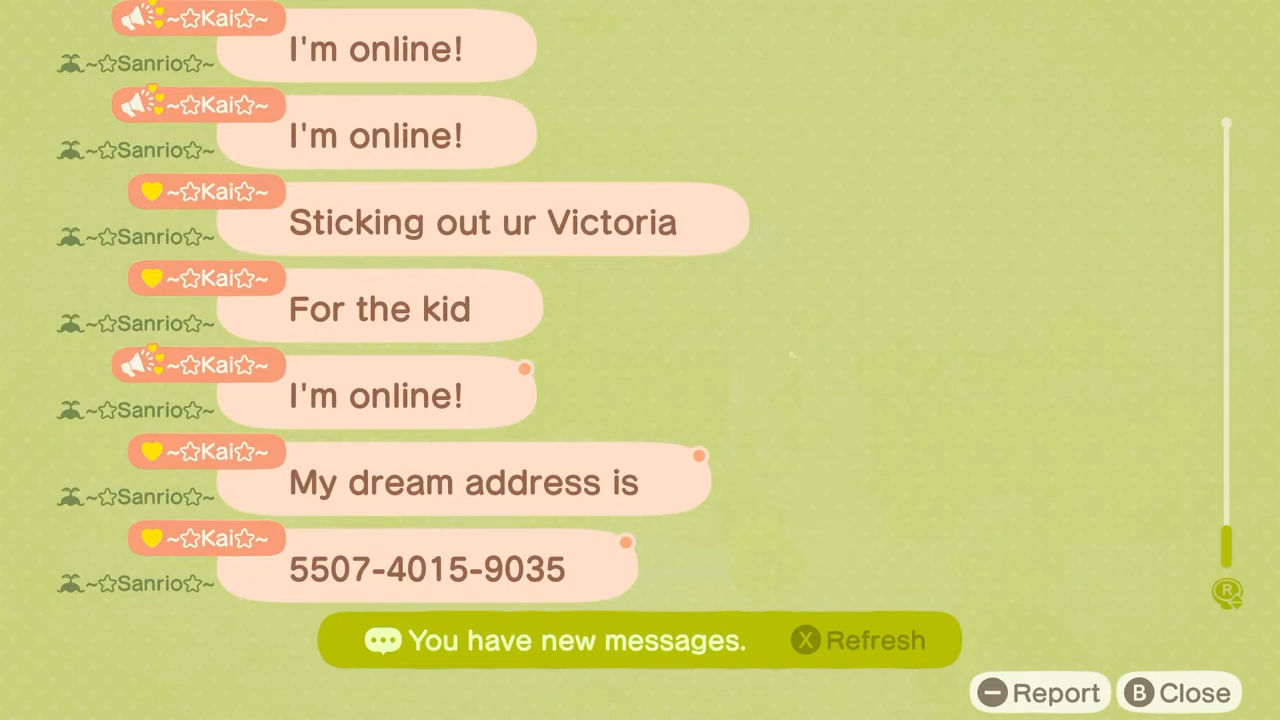 ~☆Kai☆~
I'm online!
~☆Sanrio☆~
~☆Kai☆~
I'm online!
~☆Sanrio☆~
~☆Kai☆~
Sticking out ur Victoria
~☆Sanrio☆~
~☆Kai☆~
For the kid
~☆Sanrio☆~
~☆Kai☆~
I'm online!
~☆Sanrio☆~
~☆Kai☆~
My dream address is
~☆Sanrio☆~
~☆Kai☆~
5507-4015-9035
~☆Sanrio☆~
R
You have new messages. X Refresh
Report B Close